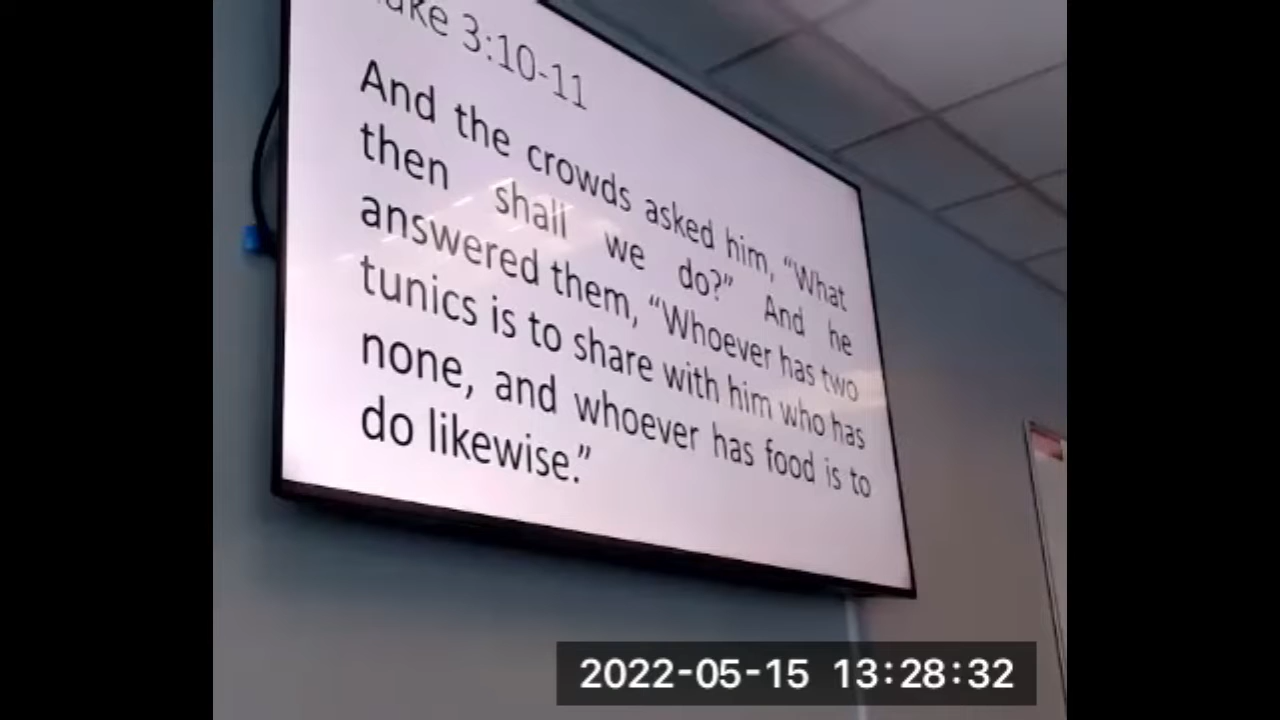 3:10-11
And the crowds asked him, “What
then shall we do?” And he
answered them, “Whoever has two
tunics is to share with him who has
none, and whoever has food is to
do likewise.”
2022-05-15 13:28:32